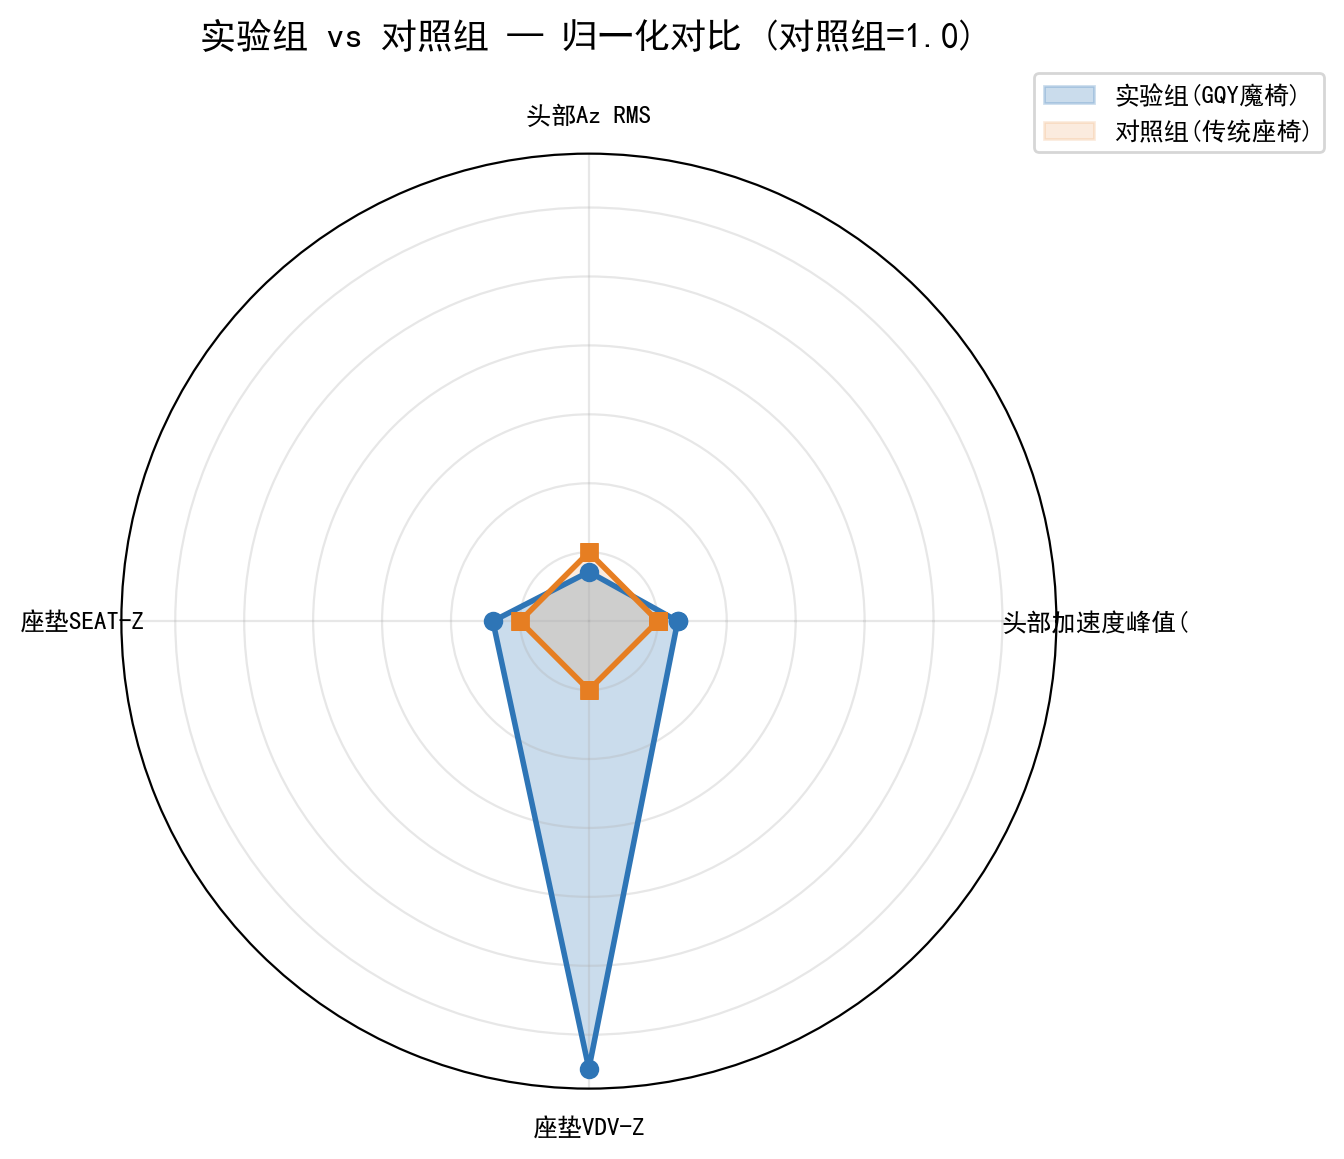 实验组 vs 对照组 — 归一化对比 (对照组=1.0)
实验组(GQY魔椅)
对照组(传统座椅)
头部Az RMS
座垫SEAT-Z
头部加速度峰值(
座垫VDV-Z